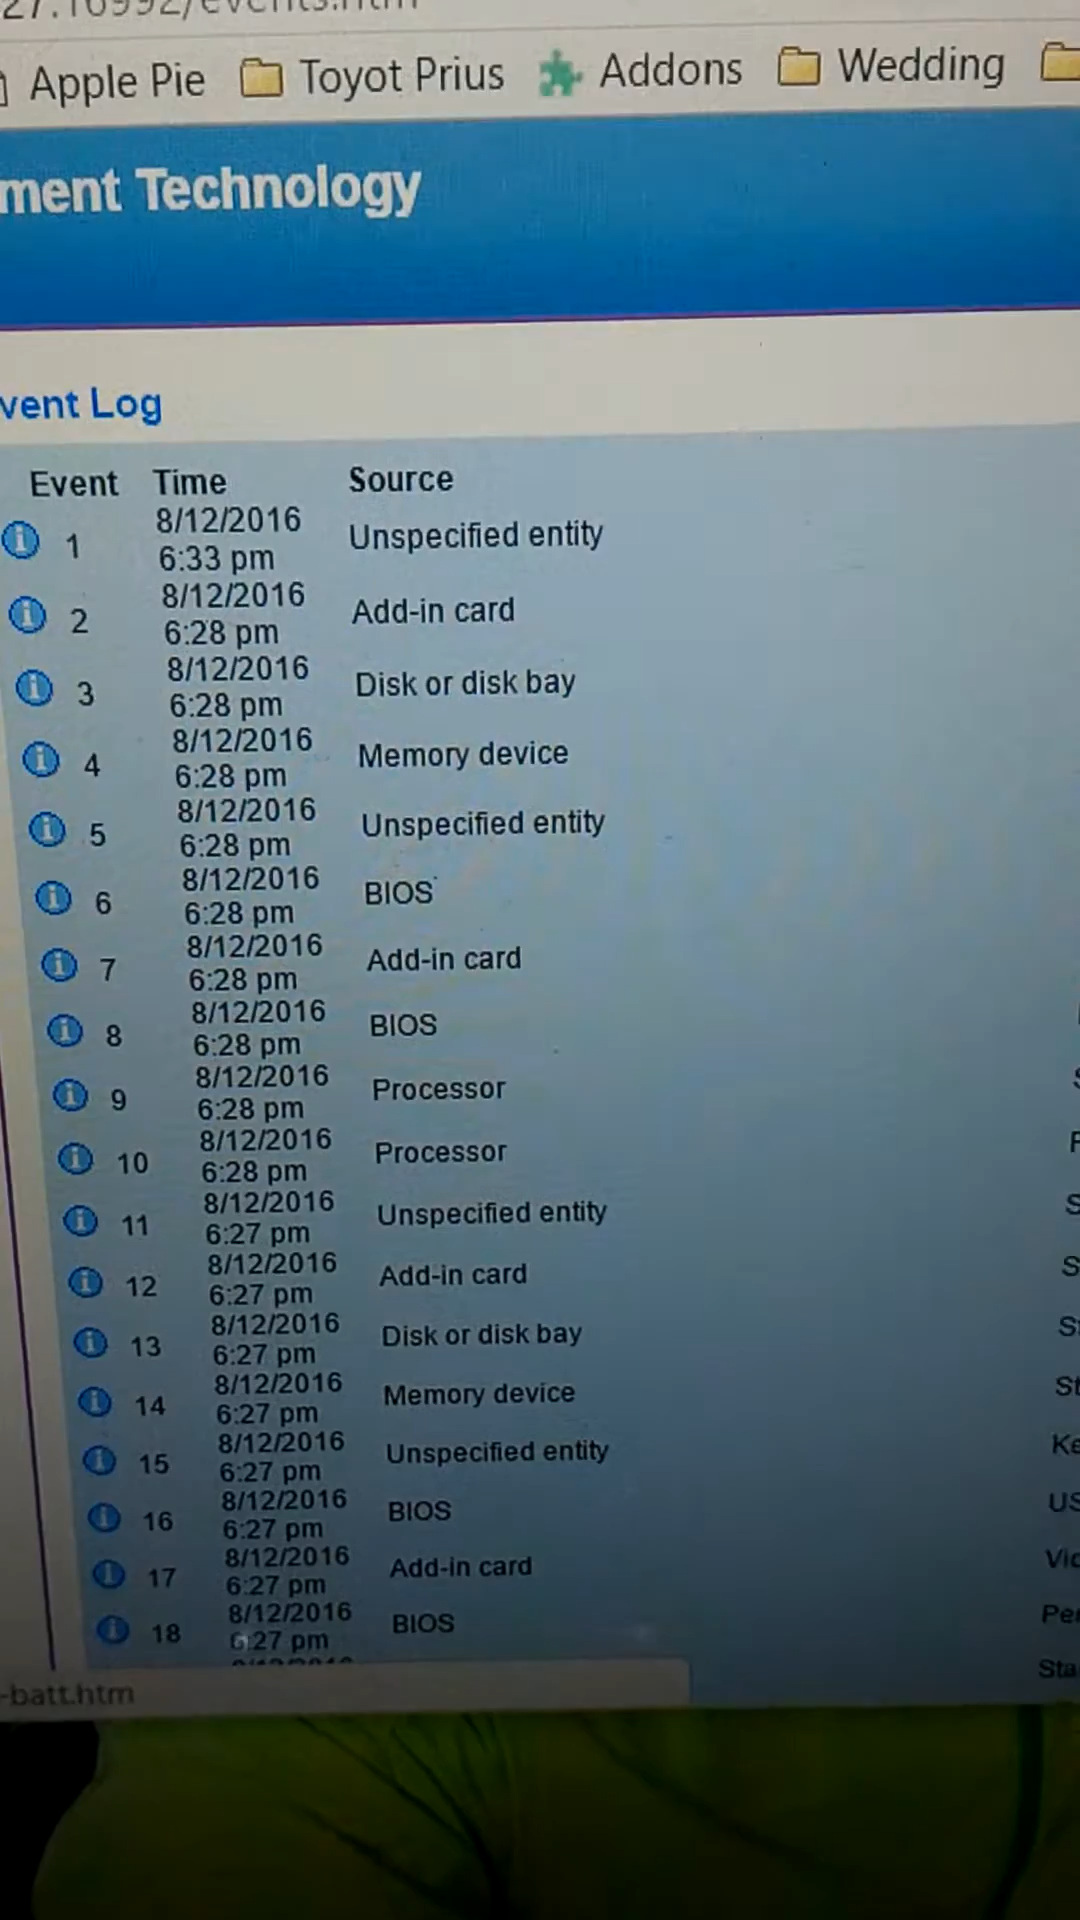 Apple Pie Toyot Prius Addons Wedding
ment Technology
vent Log
Event Time Source
1 8/12/2016 6:33 pm Unspecified entity
2 8/12/2016 6:28 pm Add-in card
3 8/12/2016 6:28 pm Disk or disk bay
4 8/12/2016 6:28 pm Memory device
5 8/12/2016 6:28 pm Unspecified entity
6 8/12/2016 6:28 pm BIOS
7 8/12/2016 6:28 pm Add-in card
8 8/12/2016 6:28 pm BIOS
9 8/12/2016 6:28 pm Processor
10 8/12/2016 6:28 pm Processor
11 8/12/2016 6:27 pm Unspecified entity
12 8/12/2016 6:27 pm Add-in card
13 8/12/2016 6:27 pm Disk or disk bay
14 8/12/2016 6:27 pm Memory device St
15 8/12/2016 6:27 pm Unspecified entity Ke
16 8/12/2016 6:27 pm BIOS US
17 8/12/2016 6:27 pm Add-in card Vid
18 8/12/2016 6:27 pm BIOS Per
Sta
-batt.htm